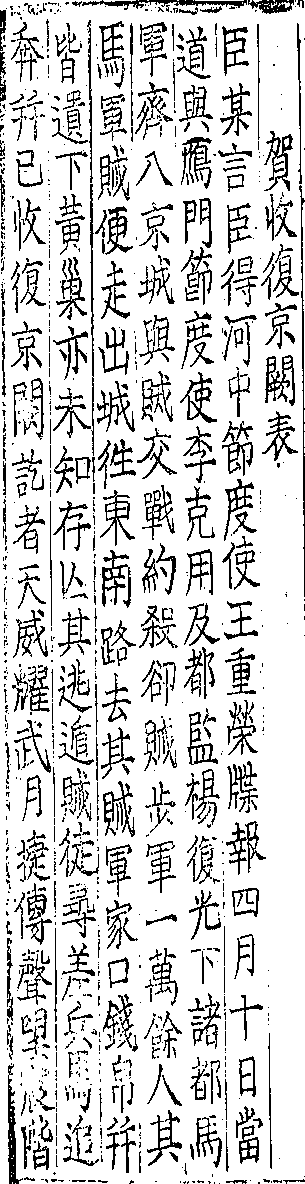 賀收復京闕表
臣某言臣得河中節度使王重榮牒報四月十日當
道與鴈門節度使李克用及都監楊復光下諸都馬
軍齊入京城與賊交戰約殺卻賊步軍一萬餘人其
馬軍賊便走出城徃東南路去其賊軍家口錢帛并
皆遺下黃巢亦未知存亾其逃遁賊徒尋差兵馬追
奔并已收復京闕訖者天威耀武月捷傳聲望宸階